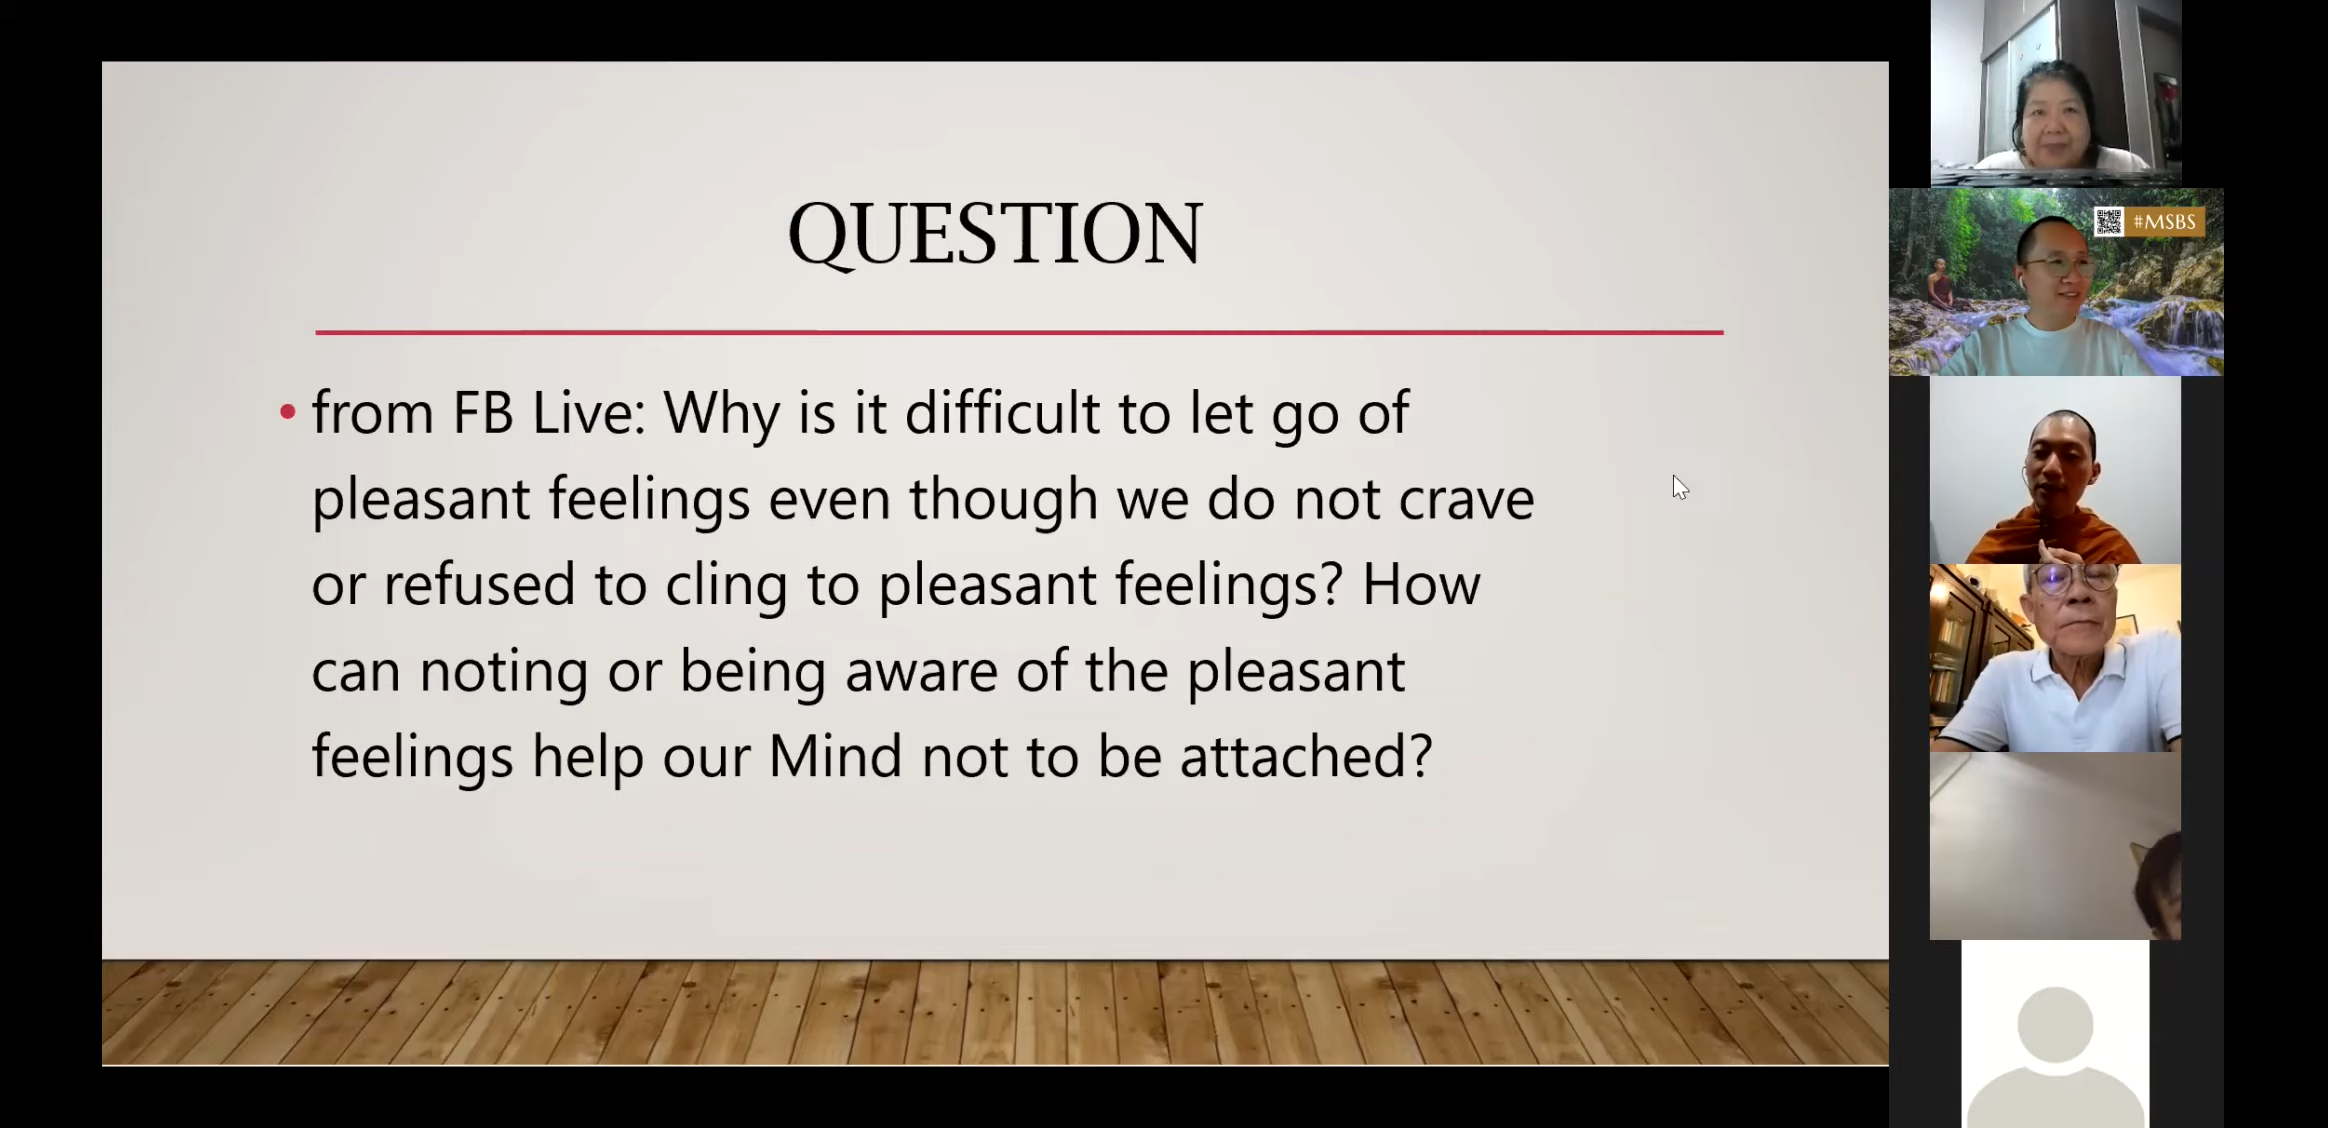 QUESTION
#MSBS
• from FB Live: Why is it difficult to let go of
pleasant feelings even though we do not crave
or refused to cling to pleasant feelings? How
can noting or being aware of the pleasant
feelings help our Mind not to be attached?